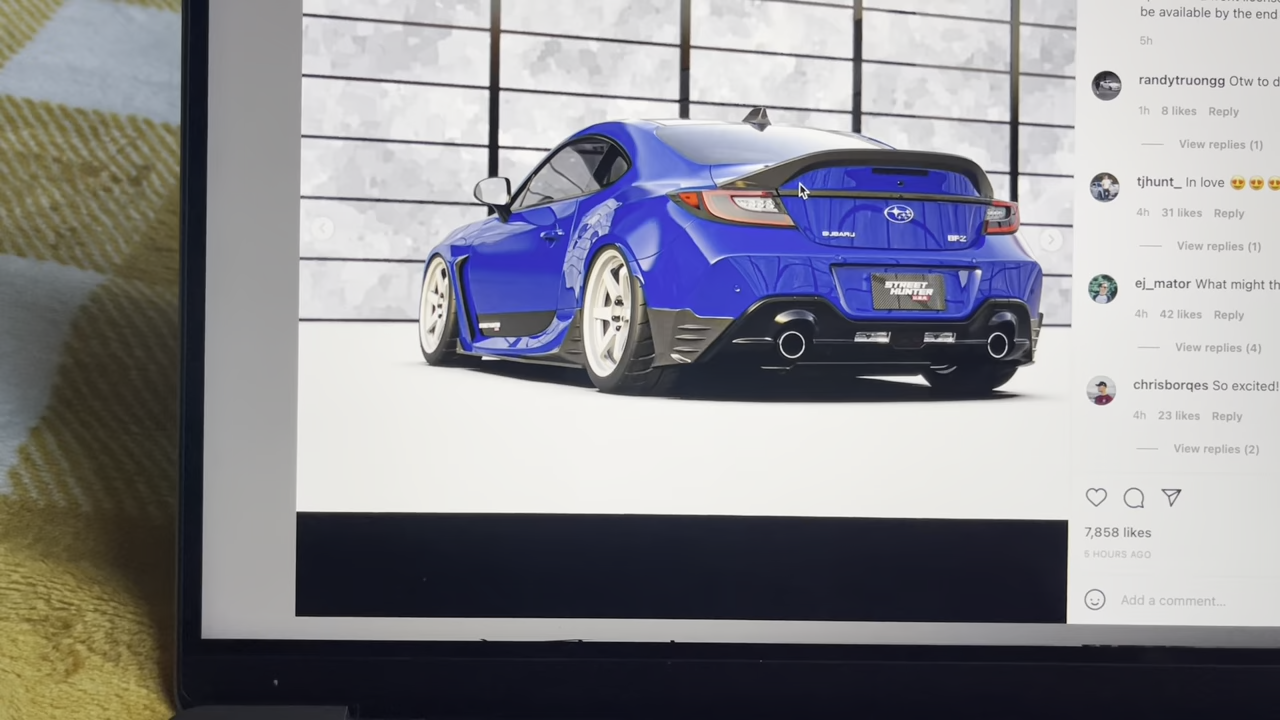 be available by the end
5h
randytruongg Otw to d
1h 8 likes Reply
View replies (1)
tjhunt_ In love 😍😍😍
4h 31 likes Reply
View replies (1)
ej_mator What might th
4h 42 likes Reply
View replies (4)
chrisborqes So excited!
4h 23 likes Reply
View replies (2)
7,858 likes
5 HOURS AGO
Add a comment...
SUBARU
BRZ
STREET
HUNTER